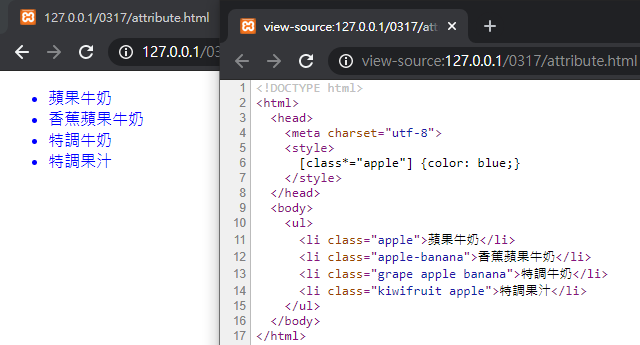 127.0.0.1/0317/attribute.html
127.0.0.1/03
蘋果牛奶
香蕉蘋果牛奶
特調牛奶
特調果汁
view-source:127.0.0.1/0317/att
view-source:127.0.0.1/0317/attribute.html
1 <!DOCTYPE html>
2 <html>
3 <head>
4 <meta charset="utf-8">
5 <style>
6 [class*="apple"] {color: blue;}
7 </style>
8 </head>
9 <body>
10 <ul>
11 <li class="apple">蘋果牛奶</li>
12 <li class="apple-banana">香蕉蘋果牛奶</li>
13 <li class="grape apple banana">特調牛奶</li>
14 <li class="kiwifruit apple">特調果汁</li>
15 </ul>
16 </body>
17 </html>